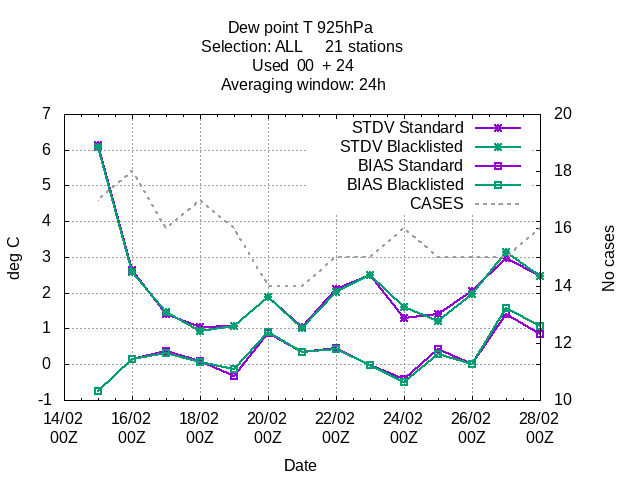 Dew point T 925hPa
Selection: ALL     21 stations
Used  00  + 24
Averaging window: 24h
STDV Standard
STDV Blacklisted
BIAS Standard
BIAS Blacklisted
CASES
7
6
5
4
3
2
1
0
-1
deg C
20
18
16
14
12
10
No cases
14/02 16/02 18/02 20/02 22/02 24/02 26/02 28/02
00Z 00Z 00Z 00Z 00Z 00Z 00Z 00Z
Date